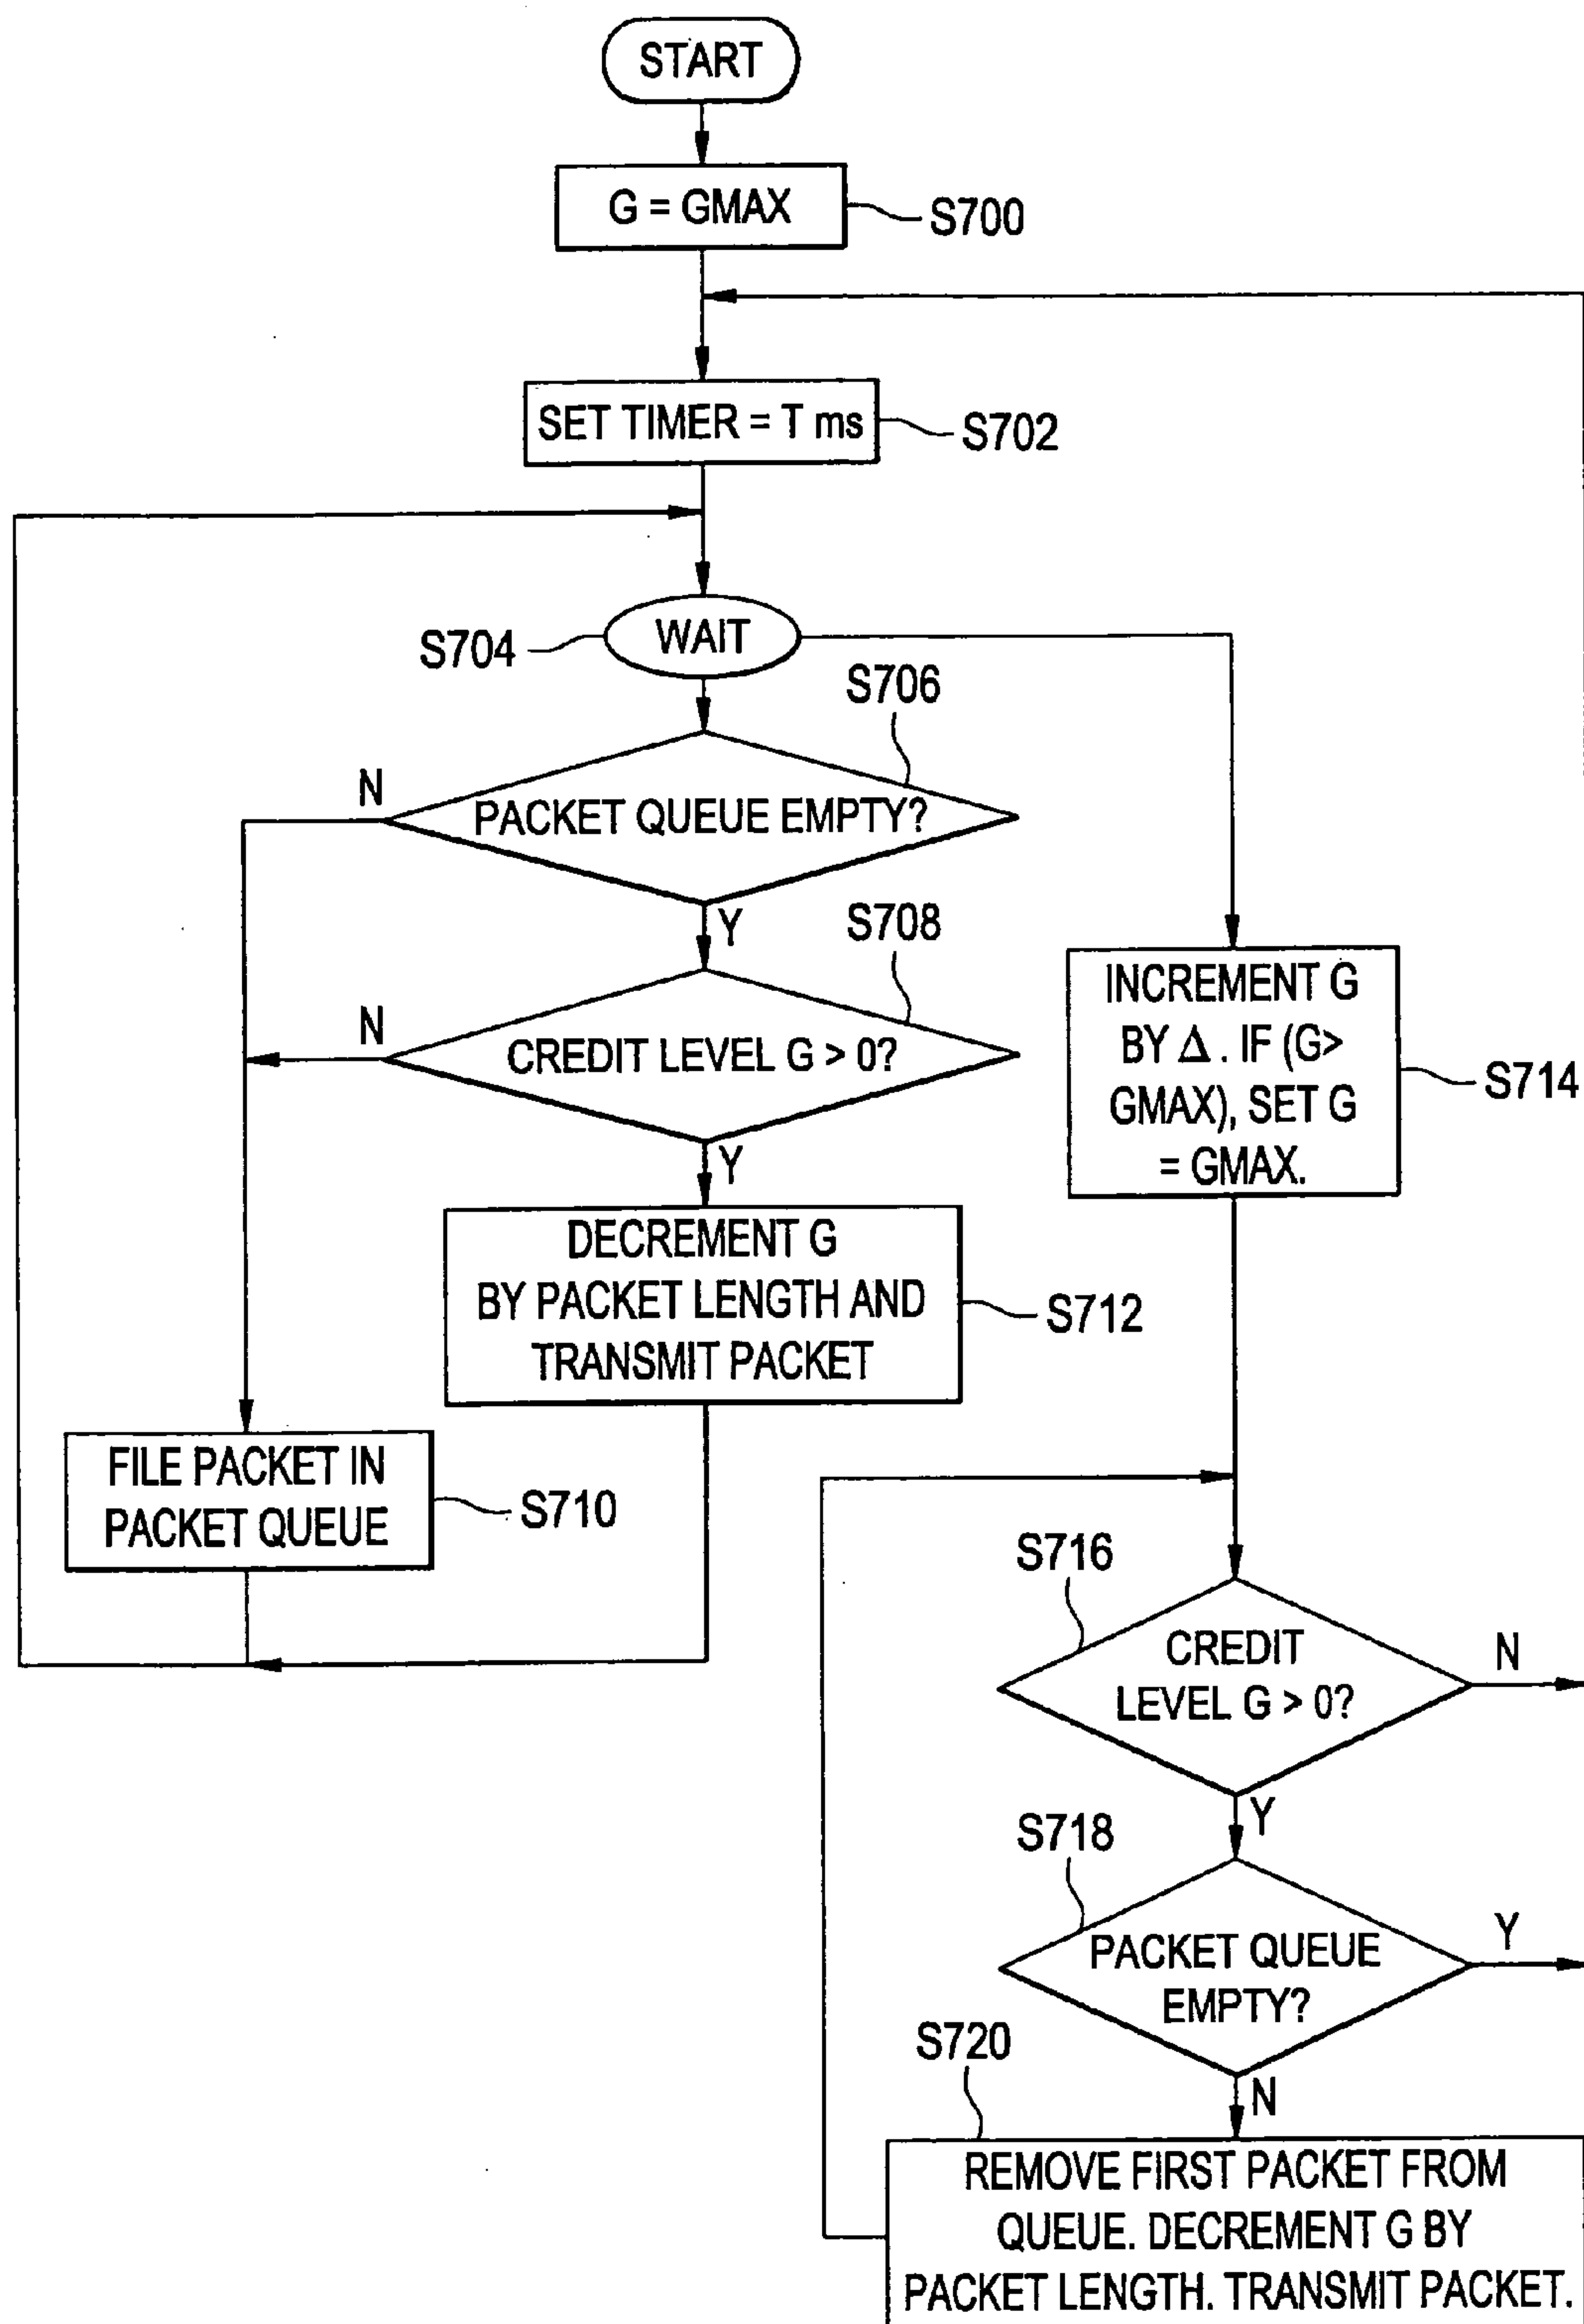 START
G = GMAX
S700
SET TIMER = T ms
S702
WAIT
S704
S706
PACKET QUEUE EMPTY?
N
Y
S708
CREDIT LEVEL G > 0?
N
Y
INCREMENT G
BY Δ . IF (G>
GMAX), SET G
= GMAX.
S714
DECREMENT G
BY PACKET LENGTH AND
TRANSMIT PACKET
S712
FILE PACKET IN
PACKET QUEUE
S710
S716
CREDIT
LEVEL G > 0?
N
Y
S718
PACKET QUEUE
EMPTY?
Y
N
S720
REMOVE FIRST PACKET FROM
QUEUE. DECREMENT G BY
PACKET LENGTH. TRANSMIT PACKET.